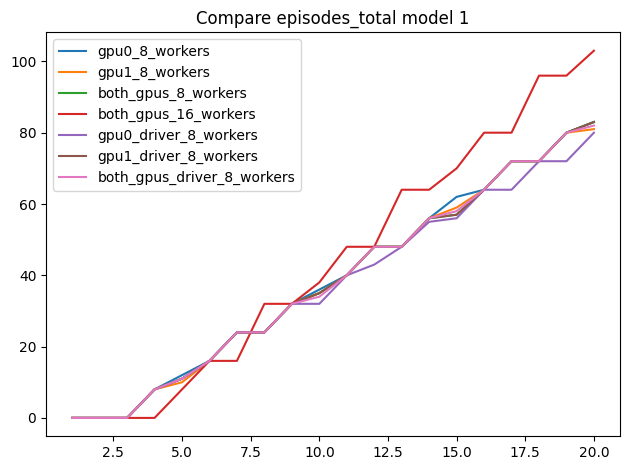 Compare episodes_total model 1
gpu0_8_workers
gpu1_8_workers
both_gpus_8_workers
both_gpus_16_workers
gpu0_driver_8_workers
gpu1_driver_8_workers
both_gpus_driver_8_workers
100
80
60
40
20
0
2.5 5.0 7.5 10.0 12.5 15.0 17.5 20.0